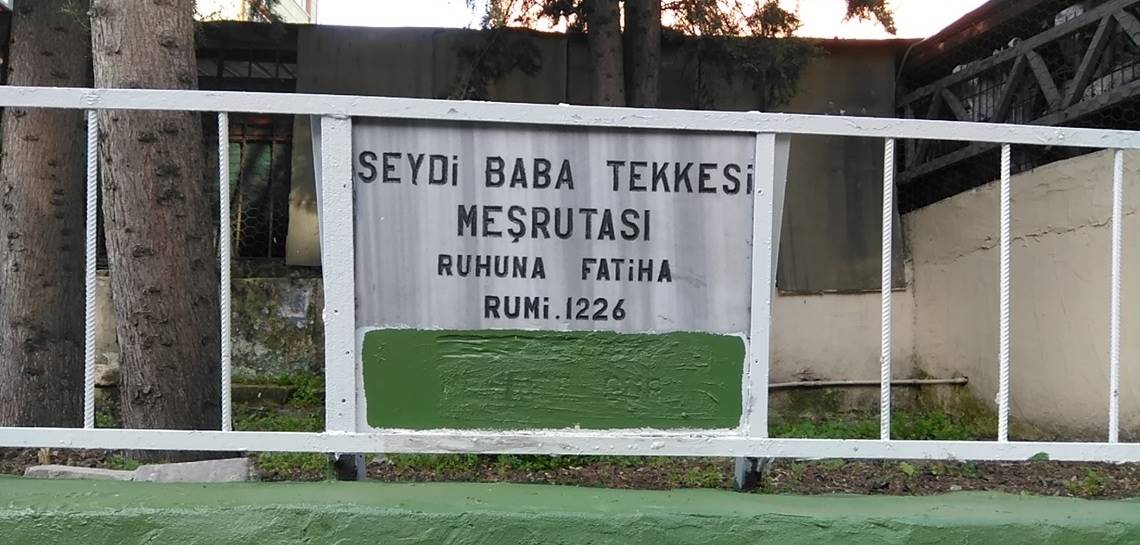 SEYDİ BABA TEKKESİ
MEŞRUTASI
RUHUNA FATİHA
RUMİ.1226